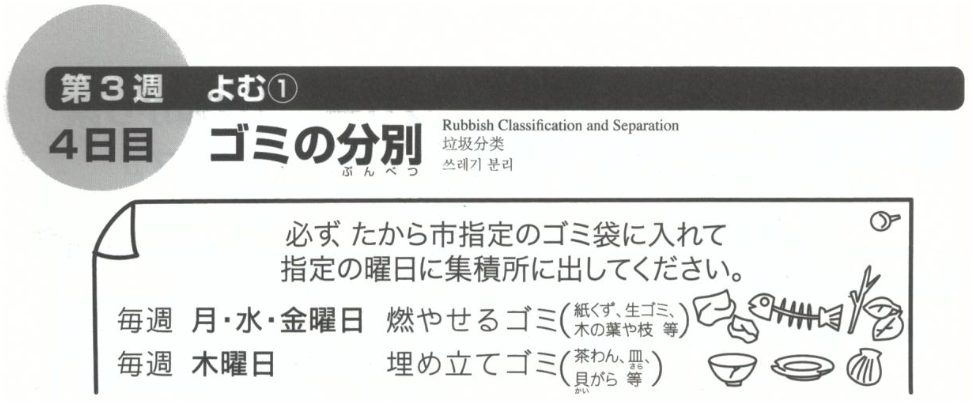 第3週 よむ①
4日目 ゴミの分別
ぶんべつ
Rubbish Classification and Separation
垃圾分类
쓰레기 분리
必ず、たから市指定のゴミ袋に入れて
指定の曜日に集積所に出してください。
毎週 月・水・金曜日 燃やせるゴミ(紙くず、生ゴミ、
木の葉や枝 等)
毎週 木曜日 埋め立てゴミ(茶わん、皿、
さら
貝がら 等)
かい